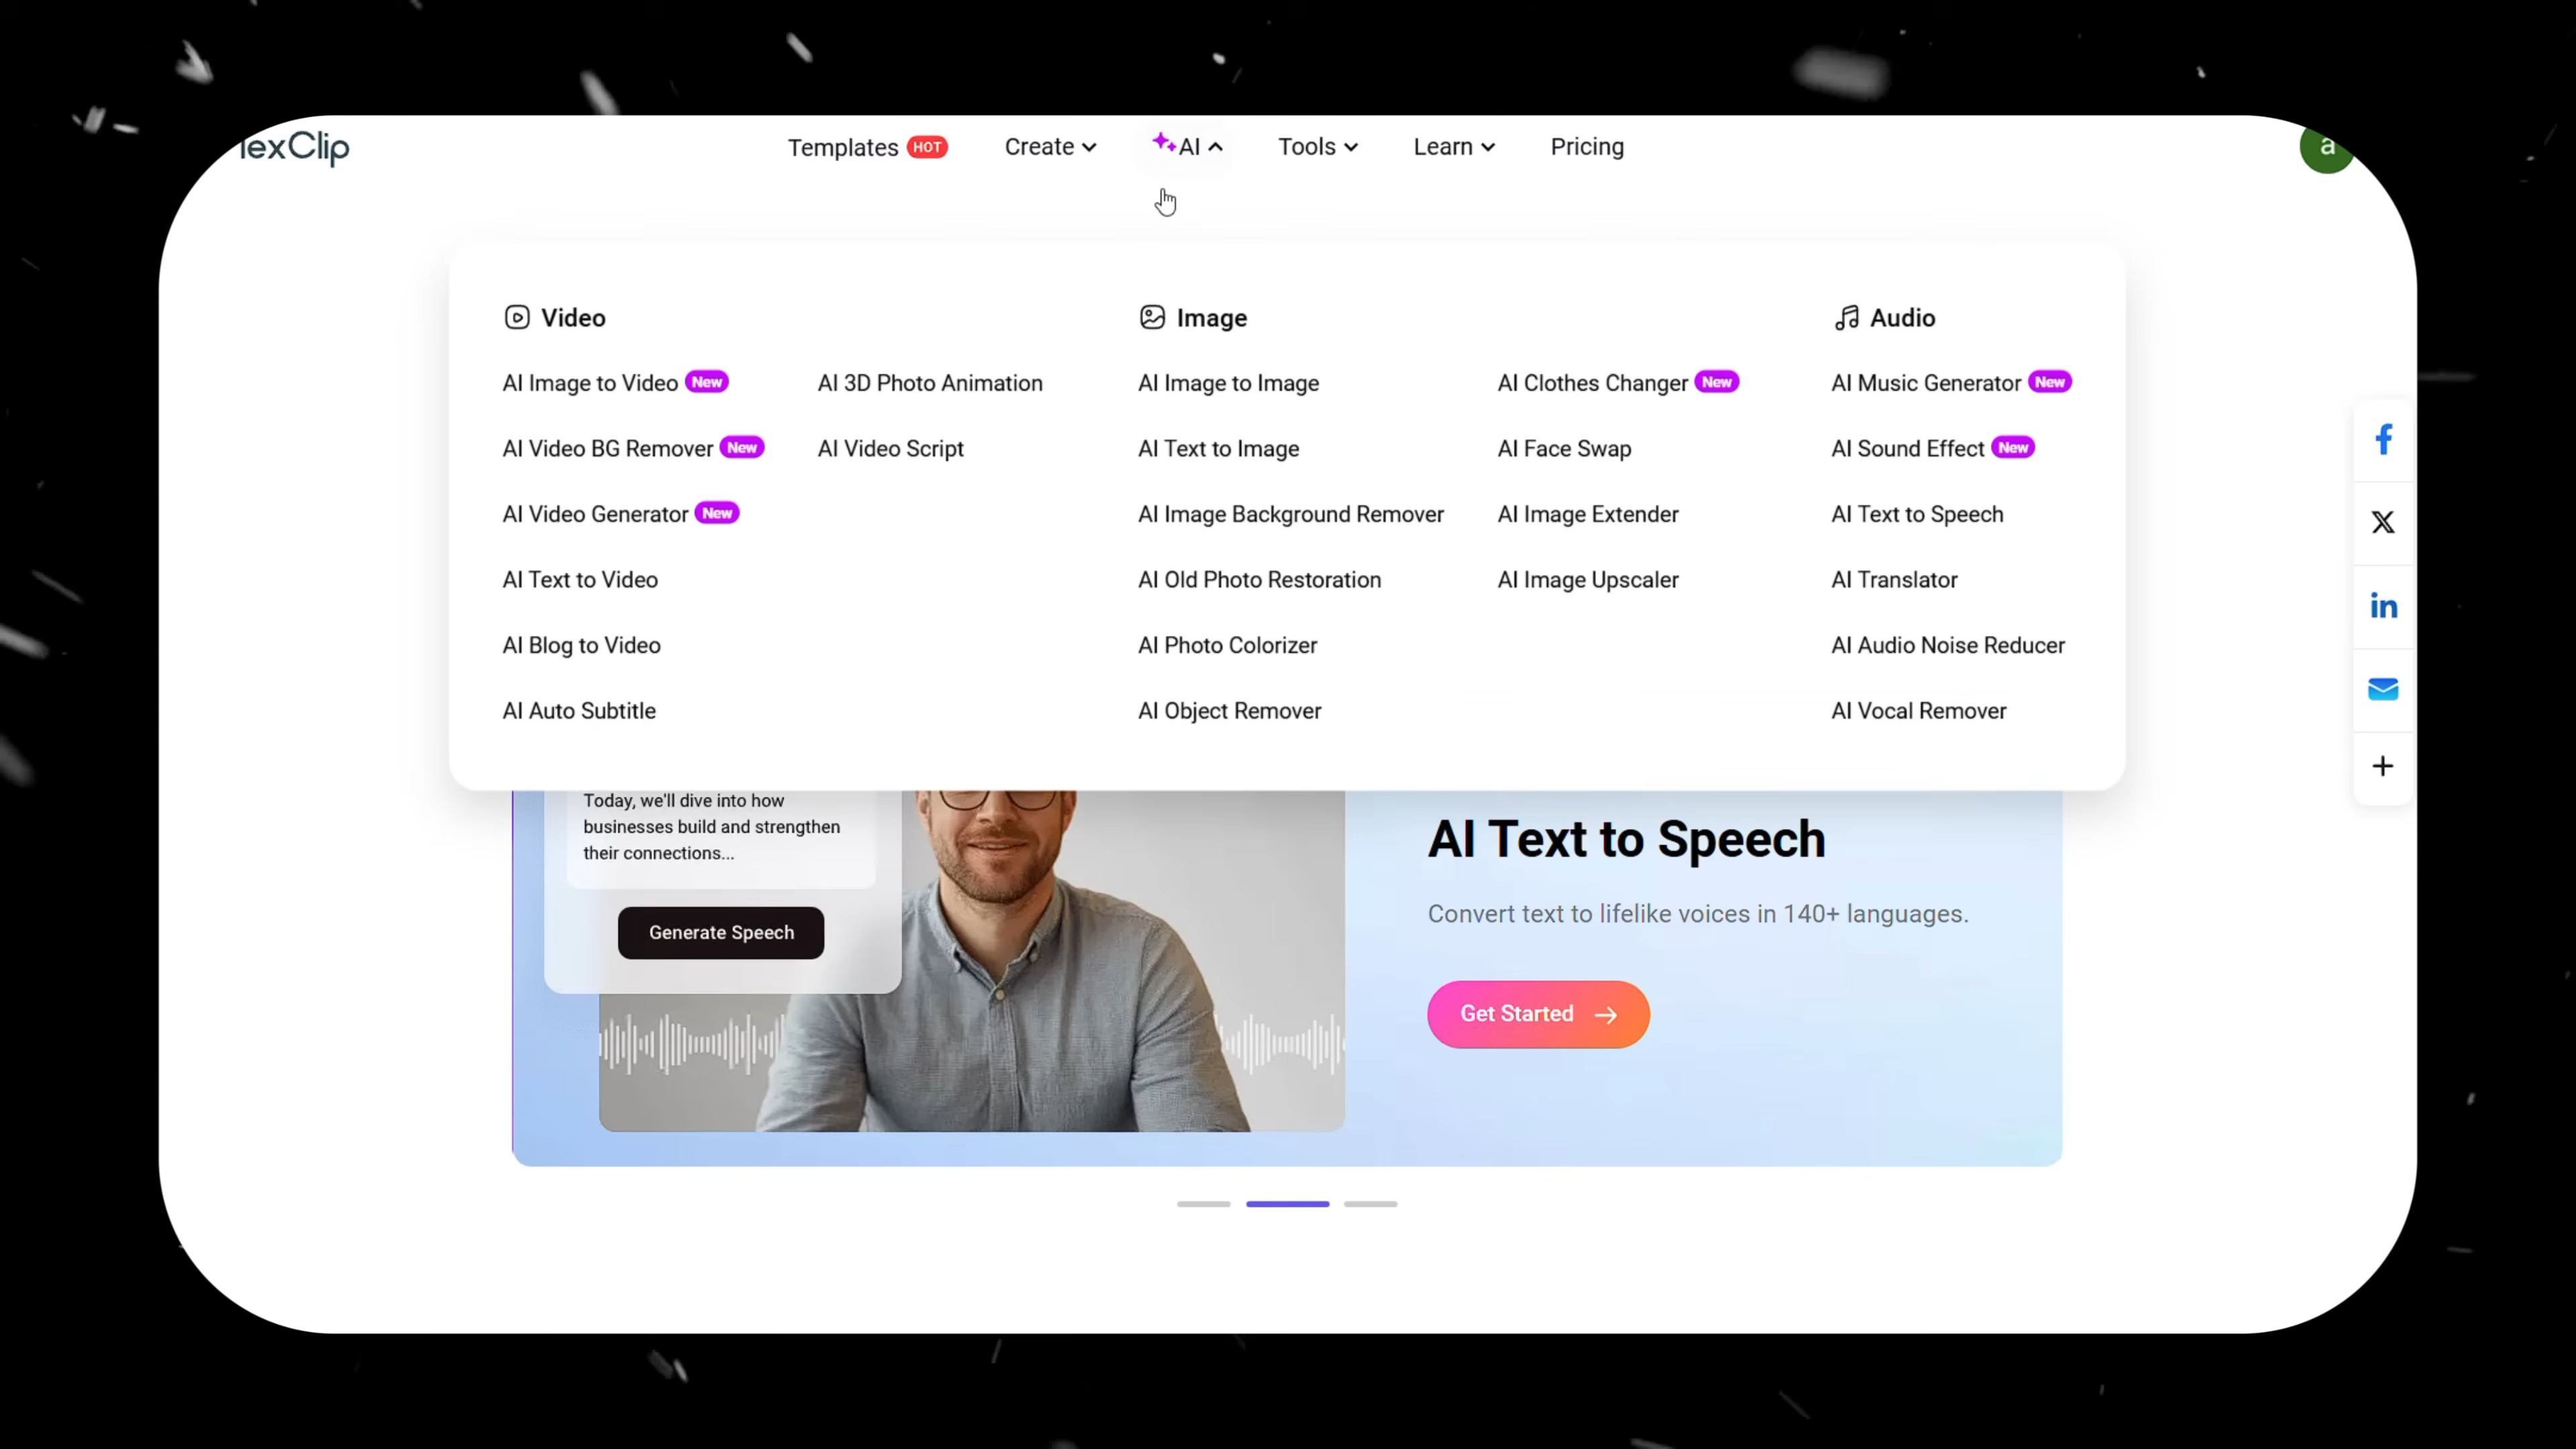 lexClip
Templates HOT Create AI Tools Learn Pricing a
Video
AI Image to Video New
AI Video BG Remover New
AI Video Generator New
AI Text to Video
AI Blog to Video
AI Auto Subtitle
AI 3D Photo Animation
AI Video Script
Image
AI Image to Image
AI Text to Image
AI Image Background Remover
AI Old Photo Restoration
AI Photo Colorizer
AI Object Remover
AI Clothes Changer New
AI Face Swap
AI Image Extender
AI Image Upscaler
Audio
AI Music Generator New
AI Sound Effect New
AI Text to Speech
AI Translator
AI Audio Noise Reducer
AI Vocal Remover
f
X
in
+
Today, we'll dive into how
businesses build and strengthen
their connections...
Generate Speech
AI Text to Speech
Convert text to lifelike voices in 140+ languages.
Get Started →